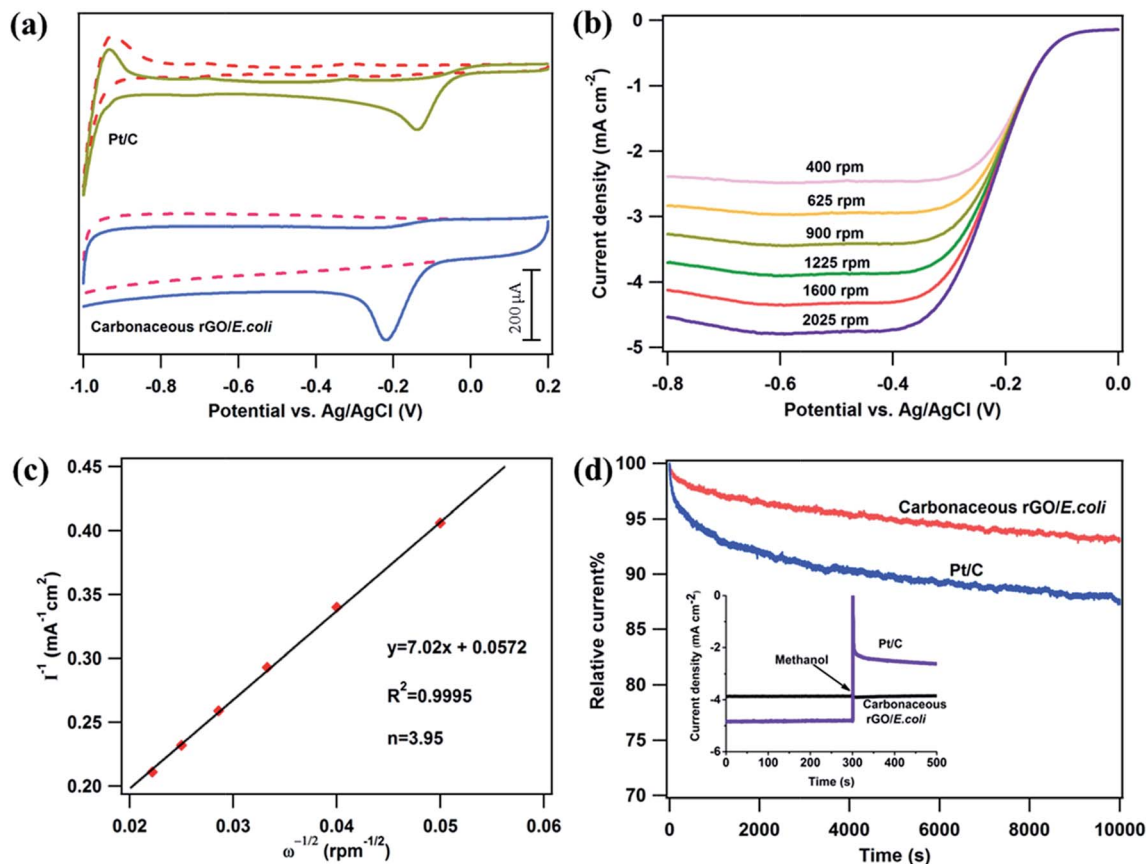 (a)
Pt/C
Carbonaceous rGO/E.coli
200 μA
-1.0 -0.8 -0.6 -0.4 -0.2 0.0 0.2
Potential vs. Ag/AgCl (V)
(b)
Current density (mA cm-2)
0
-1
-2
-3
-4
-5
400 rpm
625 rpm
900 rpm
1225 rpm
1600 rpm
2025 rpm
-0.8 -0.6 -0.4 -0.2 0.0
Potential vs. Ag/AgCl (V)
(c)
I-1 (mA-1cm2)
0.45
0.40
0.35
0.30
0.25
0.20
y=7.02x + 0.0572
R2=0.9995
n=3.95
0.02 0.03 0.04 0.05 0.06
ω-1/2 (rpm-1/2)
(d)
Relative current%
100
95
90
85
80
75
70
Carbonaceous rGO/E.coli
Pt/C
Current density (mA cm-2)
0
-2
-4
-6
Pt/C
Methanol
Carbonaceous
rGO/E.coli
0 100 200 300 400 500
Time (s)
0 2000 4000 6000 8000 10000
Time (s)